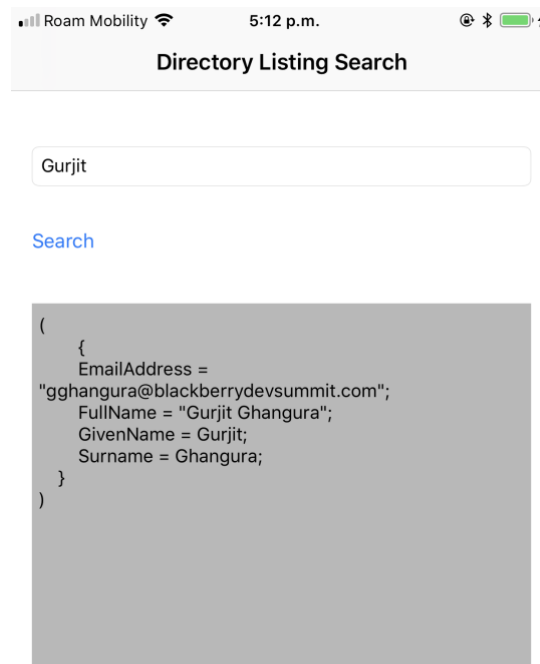 Roam Mobility 5:12 p.m.
Directory Listing Search
Gurjit
Search
(
{
EmailAddress =
"gghangura@blackberrydevsummit.com";
FullName = "Gurjit Ghangura";
GivenName = Gurjit;
Surname = Ghangura;
}
)